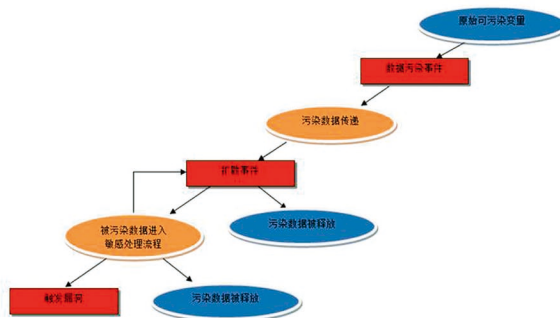 原始可污染变量
数据污染事件
污染数据传递
扩散事件
被污染数据进入
敏感处理流程
污染数据被释放
触发漏洞
污染数据被释放